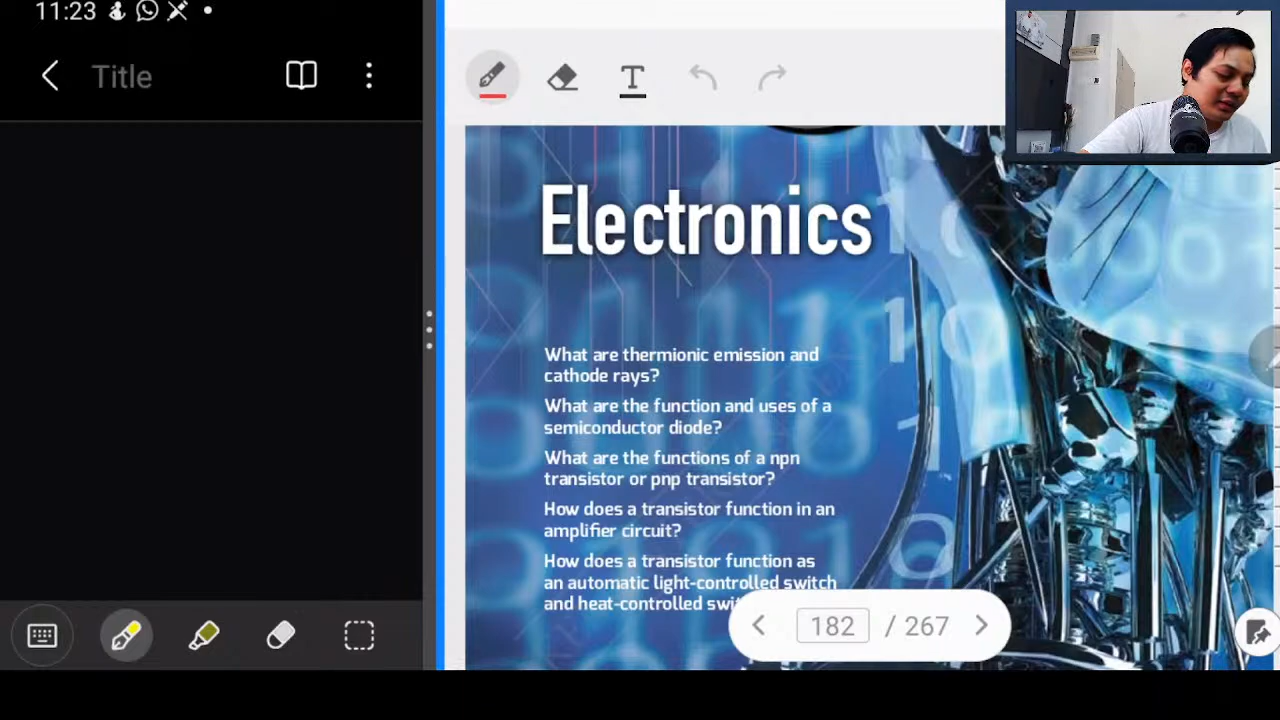 11:23
Title
T
Electronics
What are thermionic emission and
cathode rays?
What are the function and uses of a
semiconductor diode?
What are the functions of a npn
transistor or pnp transistor?
How does a transistor function in an
amplifier circuit?
How does a transistor function as
an automatic light-controlled switch
and heat-controlled
182 / 267